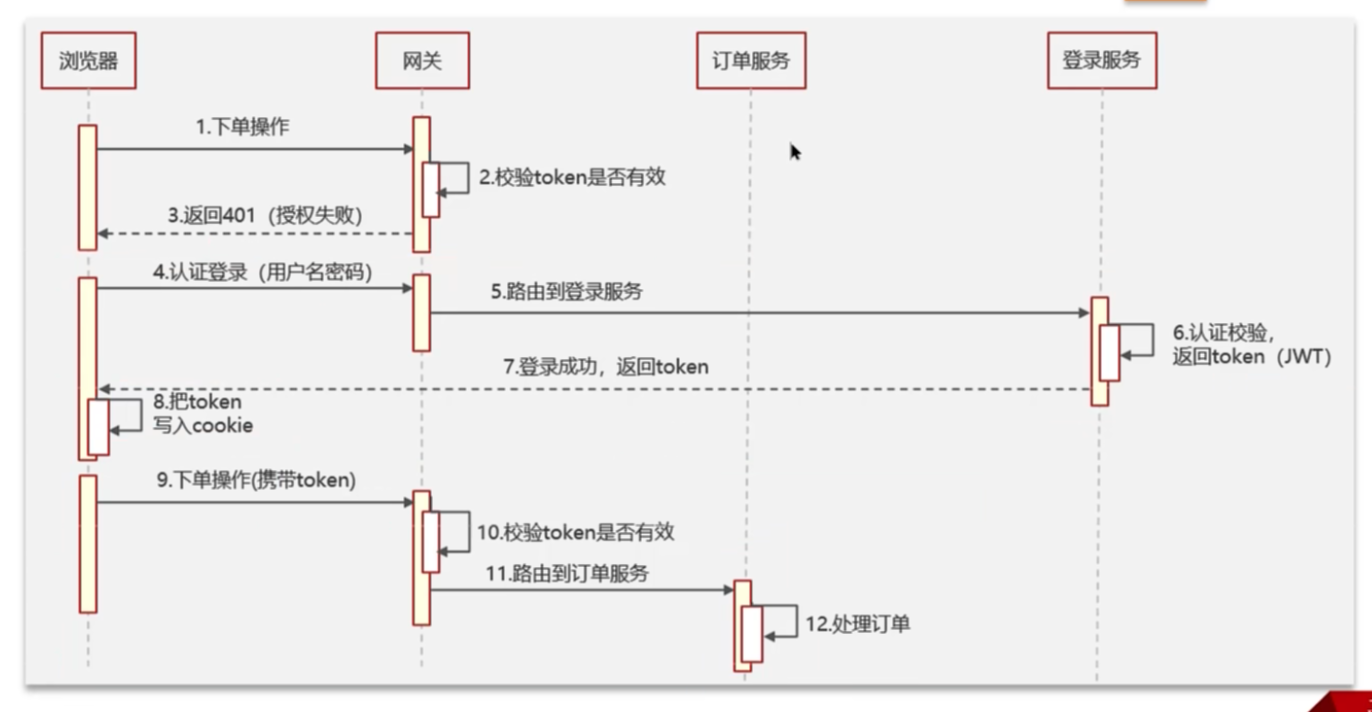 浏览器
网关
订单服务
登录服务
1.下单操作
2.校验token是否有效
3.返回401（授权失败）
4.认证登录（用户名密码）
5.路由到登录服务
6.认证校验，
返回token（JWT）
7.登录成功，返回token
8.把token
写入cookie
9.下单操作(携带token)
10.校验token是否有效
11.路由到订单服务
12.处理订单